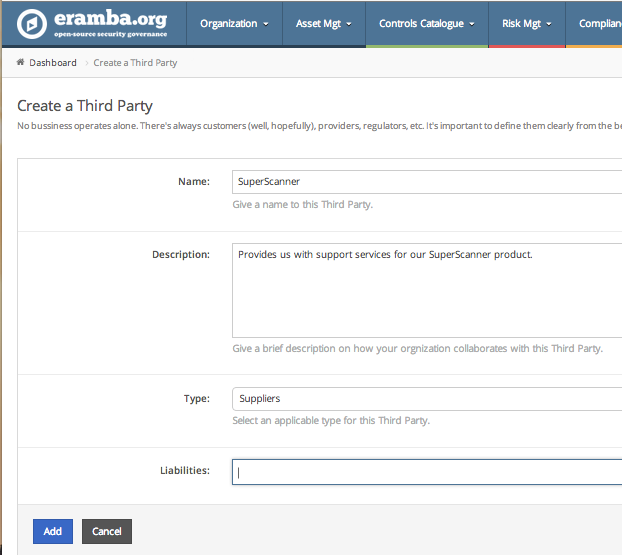 eramba.org
open-source security governance
Organization
Asset Mgt
Controls Catalogue
Risk Mgt
Dashboard
Create a Third Party
Create a Third Party
No bussiness operates alone. There's always customers (well, hopefully), providers, regulators, etc. It's important to define them clearly from the
Name:
SuperScanner
Give a name to this Third Party.
Description:
Provides us with support services for our SuperScanner product.
Give a brief description on how your orgnization collaborates with this Third Party.
Type:
Suppliers
Select an applicable type for this Third Party.
Liabilities:
Add
Cancel